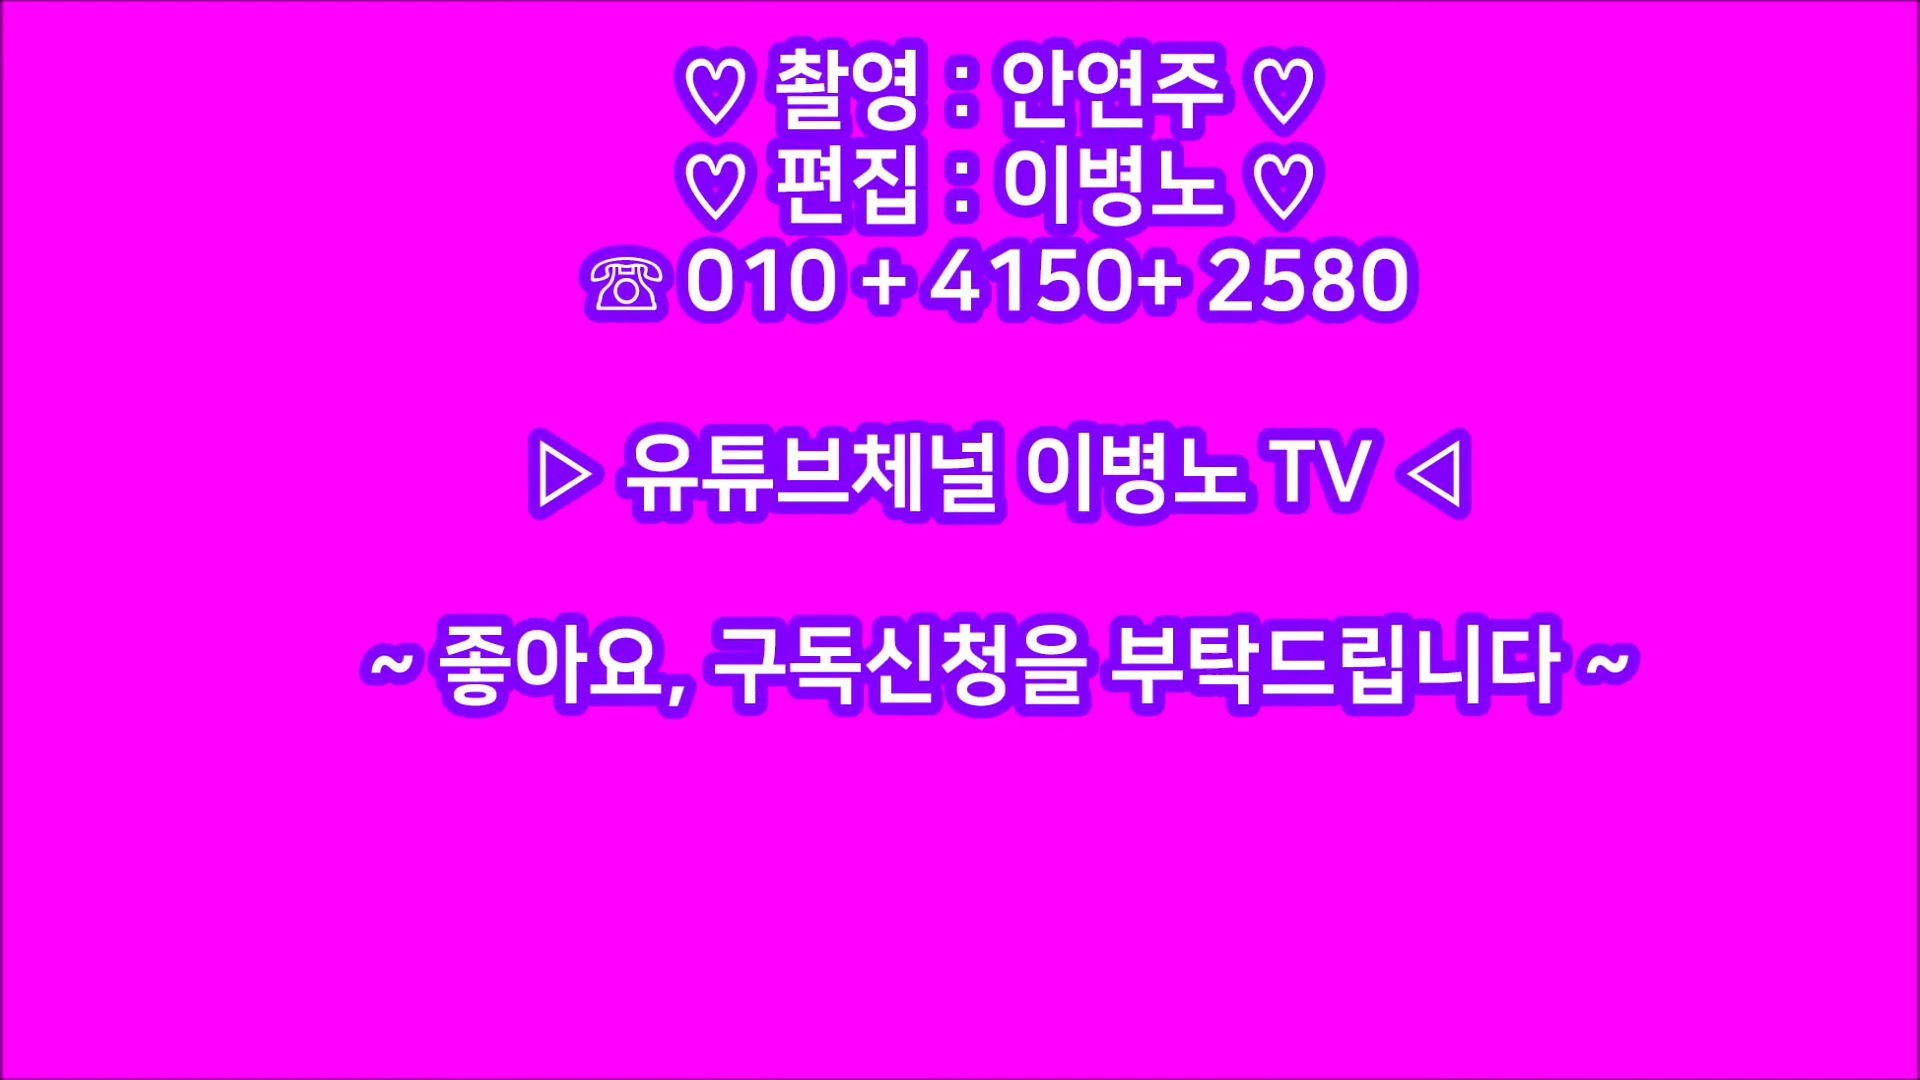 ♡ 촬영 : 안연주 ♡
♡ 편집 : 이병노 ♡
☏ 010 + 4150+ 2580
▷ 유튜브체널 이병노 TV ◁
~ 좋아요, 구독신청을 부탁드립니다 ~